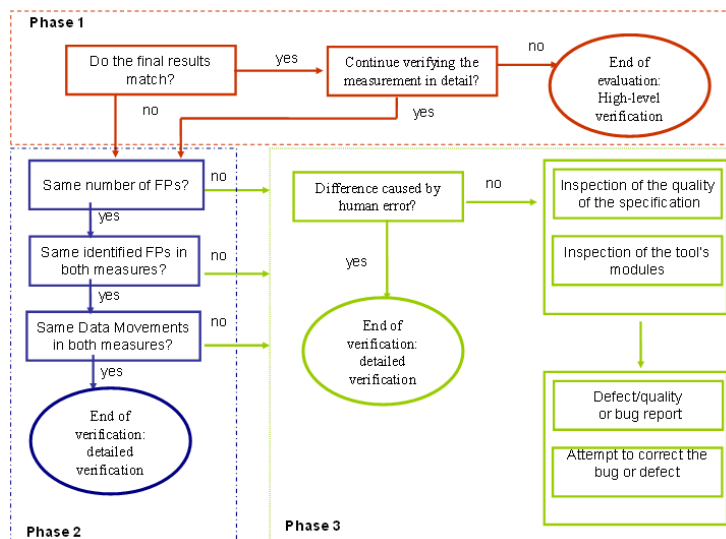 Phase 1
Do the final results
match?
yes
Continue verifying the
measurement in detail?
no
End of
evaluation:
High-level
verification
no
yes
Same number of FPs?
no
yes
Same identified FPs in
both measures?
no
yes
Same Data Movements
in both measures?
no
yes
End of
verification:
detailed
verification
Phase 2
Difference caused by
human error?
no
yes
End of
verification:
detailed
verification
Inspection of the quality
of the specification
Inspection of the tool's
modules
Defect/quality
or bug report
Attempt to correct the
bug or defect
Phase 3